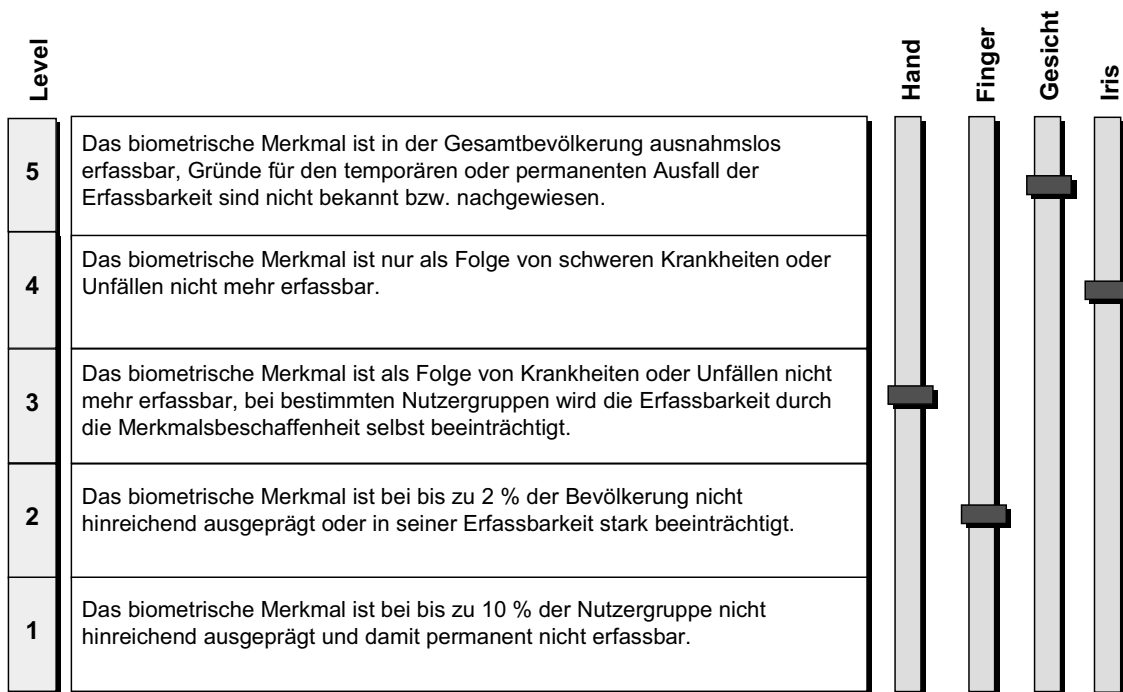 Level
Hand
Finger
Gesicht
Iris
5
Das biometrische Merkmal ist in der Gesamtbevölkerung ausnahmslos
erfassbar, Gründe für den temporären oder permanenten Ausfall der
Erfassbarkeit sind nicht bekannt bzw. nachgewiesen.
4
Das biometrische Merkmal ist nur als Folge von schweren Krankheiten oder
Unfällen nicht mehr erfassbar.
3
Das biometrische Merkmal ist als Folge von Krankheiten oder Unfällen nicht
mehr erfassbar, bei bestimmten Nutzergruppen wird die Erfassbarkeit durch
die Merkmalsbeschaffenheit selbst beeinträchtigt.
2
Das biometrische Merkmal ist bei bis zu 2 % der Bevölkerung nicht
hinreichend ausgeprägt oder in seiner Erfassbarkeit stark beeinträchtigt.
1
Das biometrische Merkmal ist bei bis zu 10 % der Nutzergruppe nicht
hinreichend ausgeprägt und damit permanent nicht erfassbar.